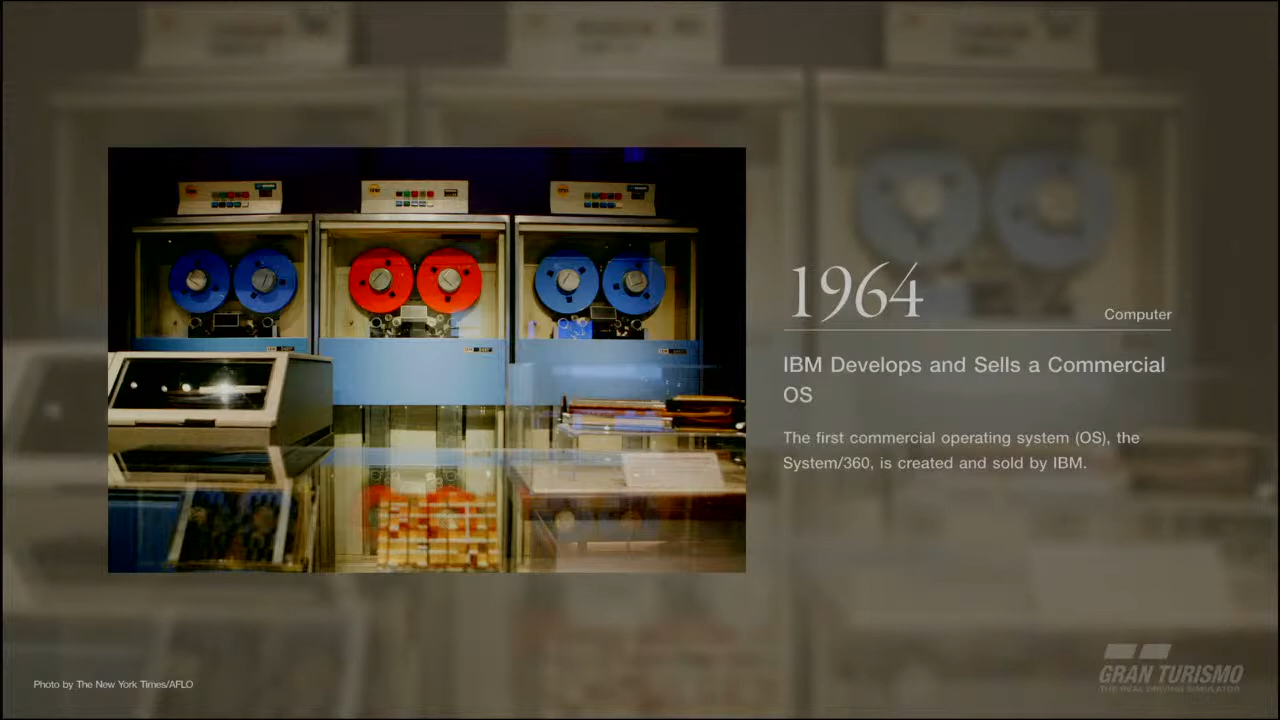 1964
Computer
IBM Develops and Sells a Commercial
OS
The first commercial operating system (OS), the
System/360, is created and sold by IBM.
Photo by The New York Times/AFLO
GRAN TURISMO
THE REAL DRIVING SIMULATOR